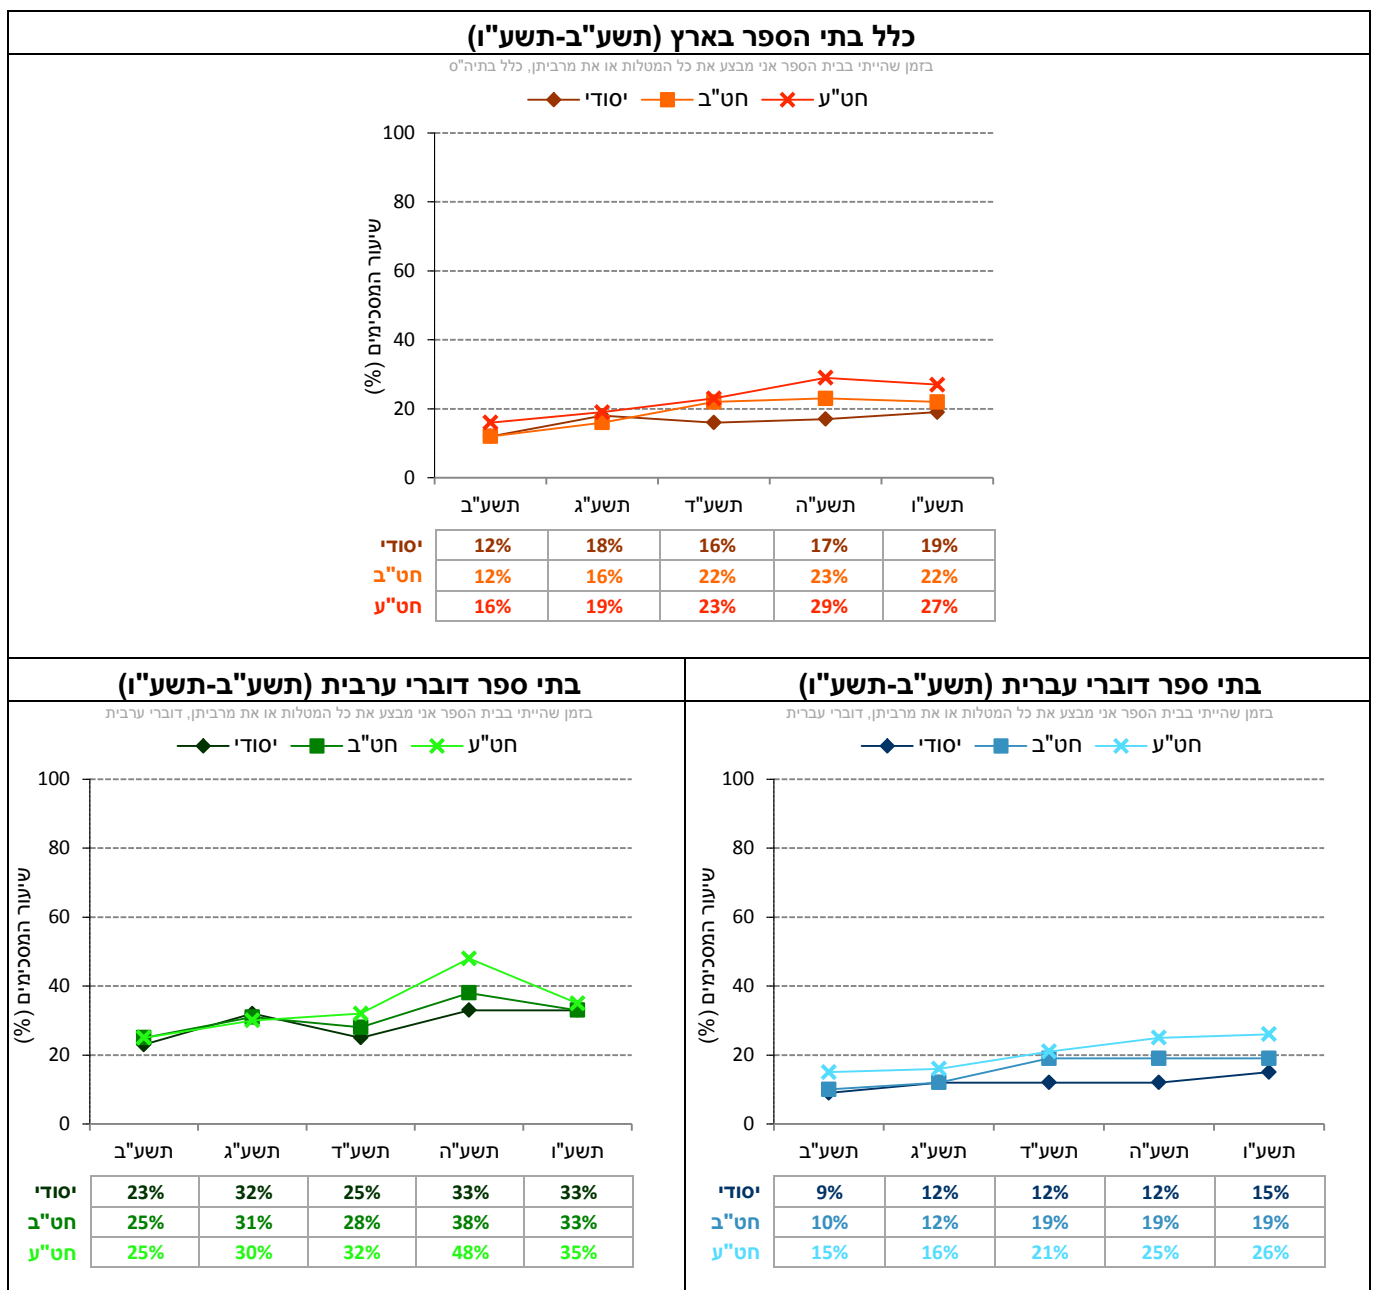 כלל בתי הספר בארץ (תשע"ב-תשע"ו)
בזמן שהייתי בבית הספר אני מבצע את כל המטלות או את מרביתן, כלל בתיה"ס
יסודי חט"ב חט"ע
שיעור המסכימים (%)
100
80
60
40
20
0
תשע"ב תשע"ג תשע"ד תשע"ה תשע"ו
יסודי 12% 18% 16% 17% 19%
חט"ב 12% 16% 22% 23% 22%
חט"ע 16% 19% 23% 29% 27%
בתי ספר דוברי עברית (תשע"ב-תשע"ו)
בזמן שהייתי בבית הספר אני מבצע את כל המטלות או את מרביתן, דוברי עברית
יסודי חט"ב חט"ע
שיעור המסכימים (%)
100
80
60
40
20
0
תשע"ב תשע"ג תשע"ד תשע"ה תשע"ו
יסודי 9% 12% 12% 12% 15%
חט"ב 10% 12% 19% 19% 19%
חט"ע 15% 16% 21% 25% 26%
בתי ספר דוברי ערבית (תשע"ב-תשע"ו)
בזמן שהייתי בבית הספר אני מבצע את כל המטלות או את מרביתן, דוברי ערבית
יסודי חט"ב חט"ע
שיעור המסכימים (%)
100
80
60
40
20
0
תשע"ב תשע"ג תשע"ד תשע"ה תשע"ו
יסודי 23% 32% 25% 33% 33%
חט"ב 25% 31% 28% 38% 33%
חט"ע 25% 30% 32% 48% 35%